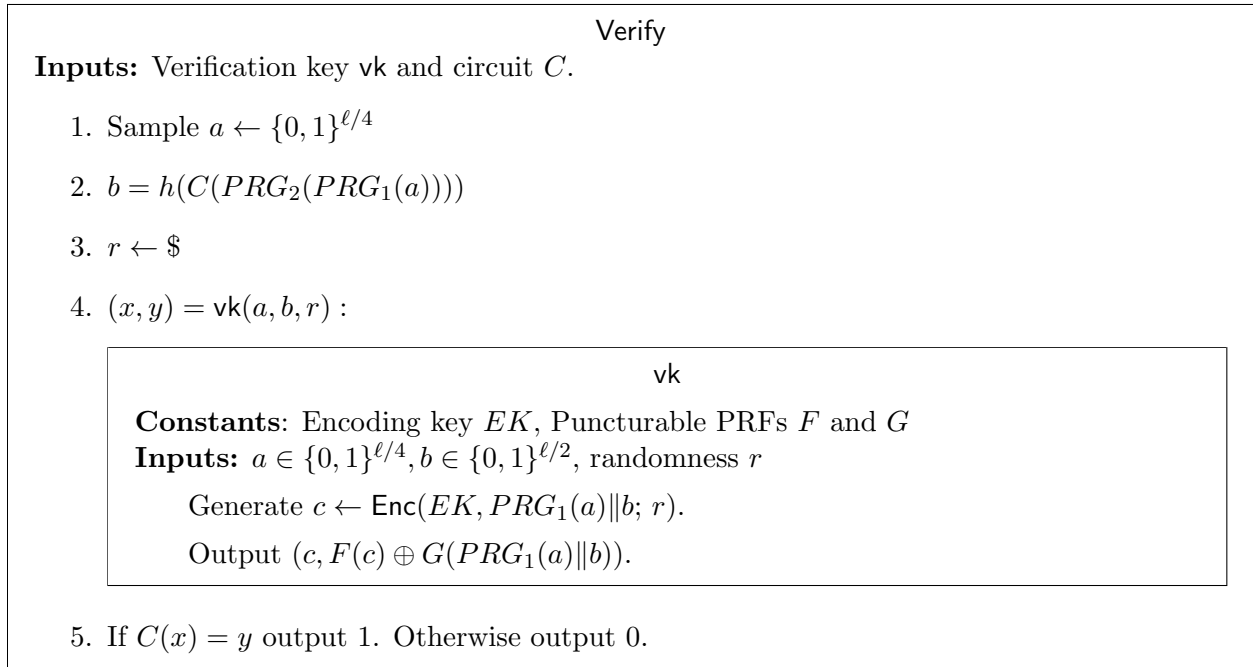 Verify
Inputs: Verification key vk and circuit C.
1. Sample a ← {0, 1}^{ℓ/4}
2. b = h(C(PRG_2(PRG_1(a))))
3. r ← $
4. (x, y) = vk(a, b, r) :
vk
Constants: Encoding key EK, Puncturable PRFs F and G
Inputs: a ∈ {0, 1}^{ℓ/4}, b ∈ {0, 1}^{ℓ/2}, randomness r
Generate c ← Enc(EK, PRG_1(a)‖b; r).
Output (c, F(c) ⊕ G(PRG_1(a)‖b)).
5. If C(x) = y output 1. Otherwise output 0.